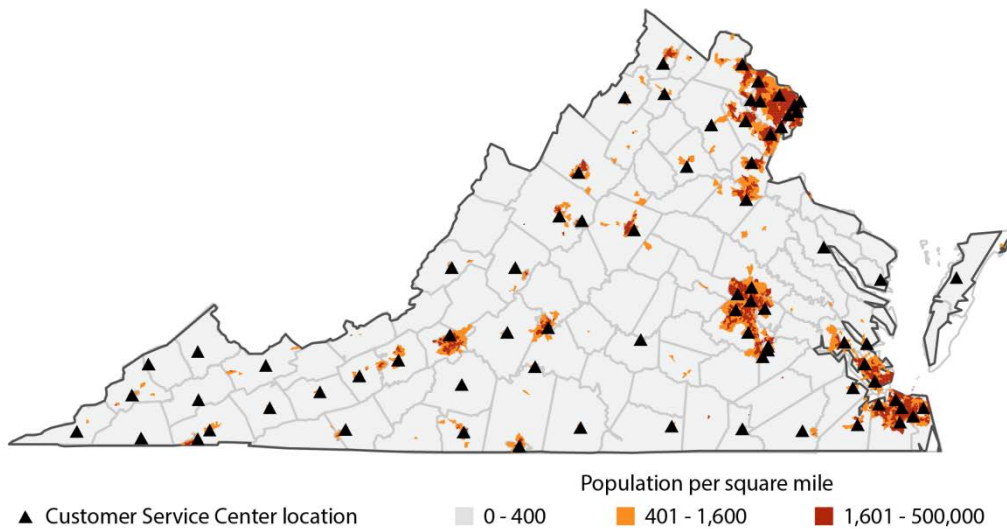 Population per square mile
Customer Service Center location
0 - 400
401 - 1,600
1,601 - 500,000